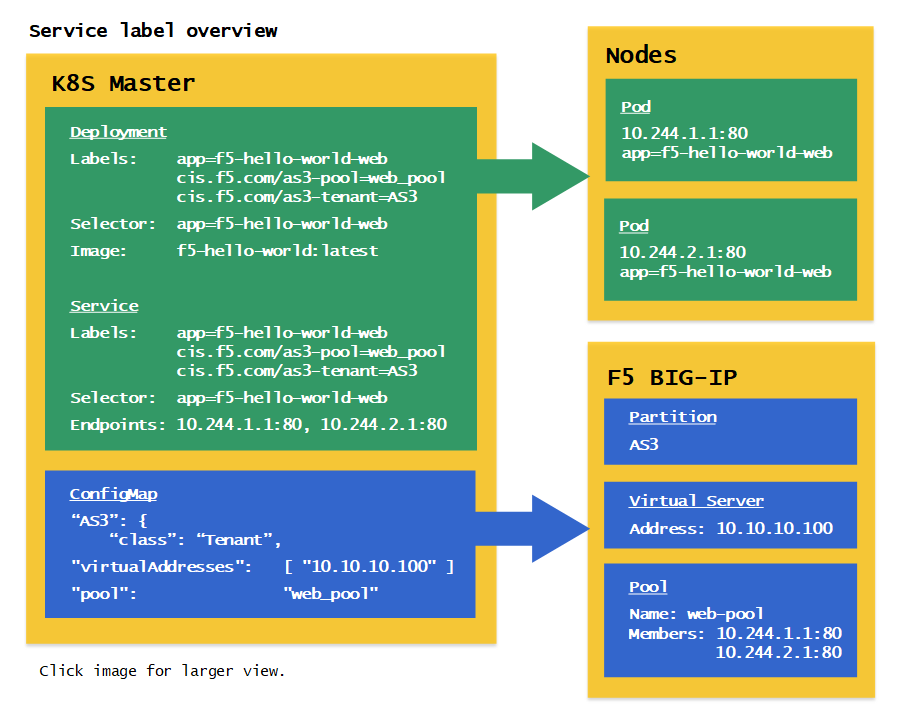 Service label overview
K8S Master
Deployment
Labels: app=f5-hello-world-web
cis.f5.com/as3-pool=web_pool
cis.f5.com/as3-tenant=AS3
Selector: app=f5-hello-world-web
Image: f5-hello-world:latest
Service
Labels: app=f5-hello-world-web
cis.f5.com/as3-pool=web_pool
cis.f5.com/as3-tenant=AS3
Selector: app=f5-hello-world-web
Endpoints: 10.244.1.1:80, 10.244.2.1:80
ConfigMap
“AS3”: {
“class”: “Tenant”,
"virtualAddresses": [ "10.10.10.100" ]
"pool": "web_pool"
Click image for larger view.
Nodes
Pod
10.244.1.1:80
app=f5-hello-world-web
Pod
10.244.2.1:80
app=f5-hello-world-web
F5 BIG-IP
Partition
AS3
Virtual Server
Address: 10.10.10.100
Pool
Name: web-pool
Members: 10.244.1.1:80
10.244.2.1:80